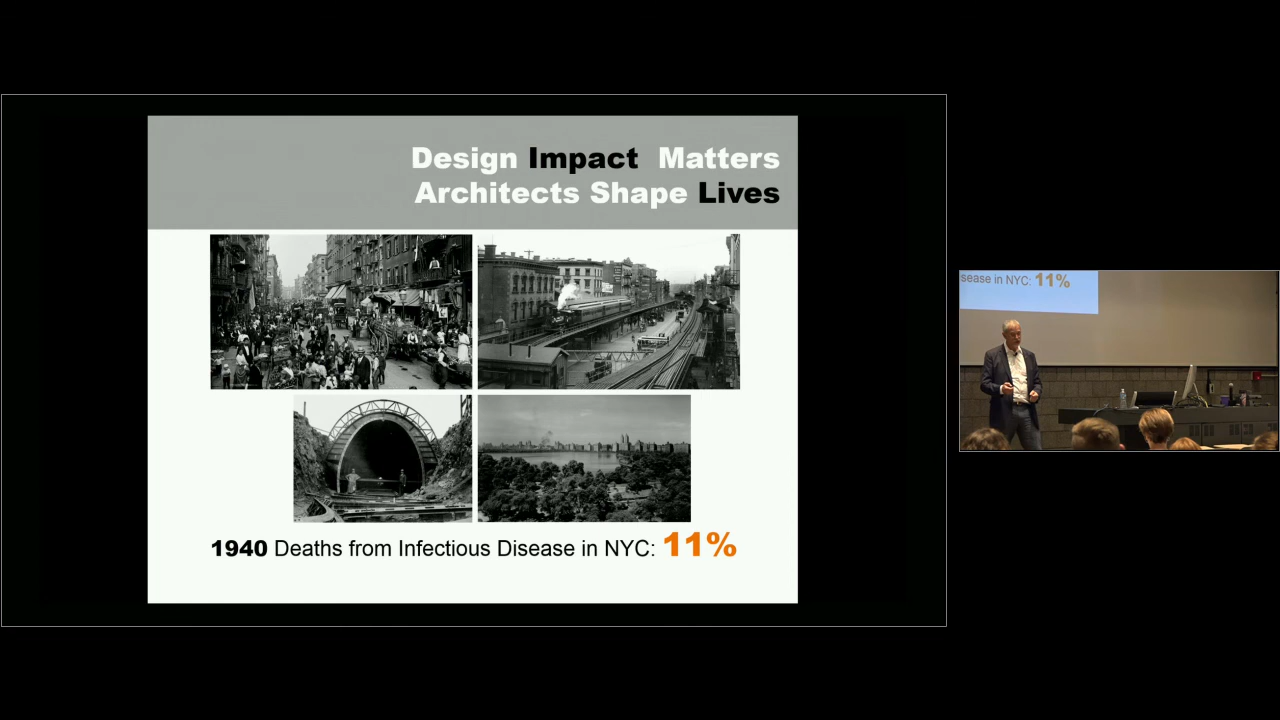 Design Impact Matters
Architects Shape Lives
1940 Deaths from Infectious Disease in NYC: 11%
sease in NYC: 11%